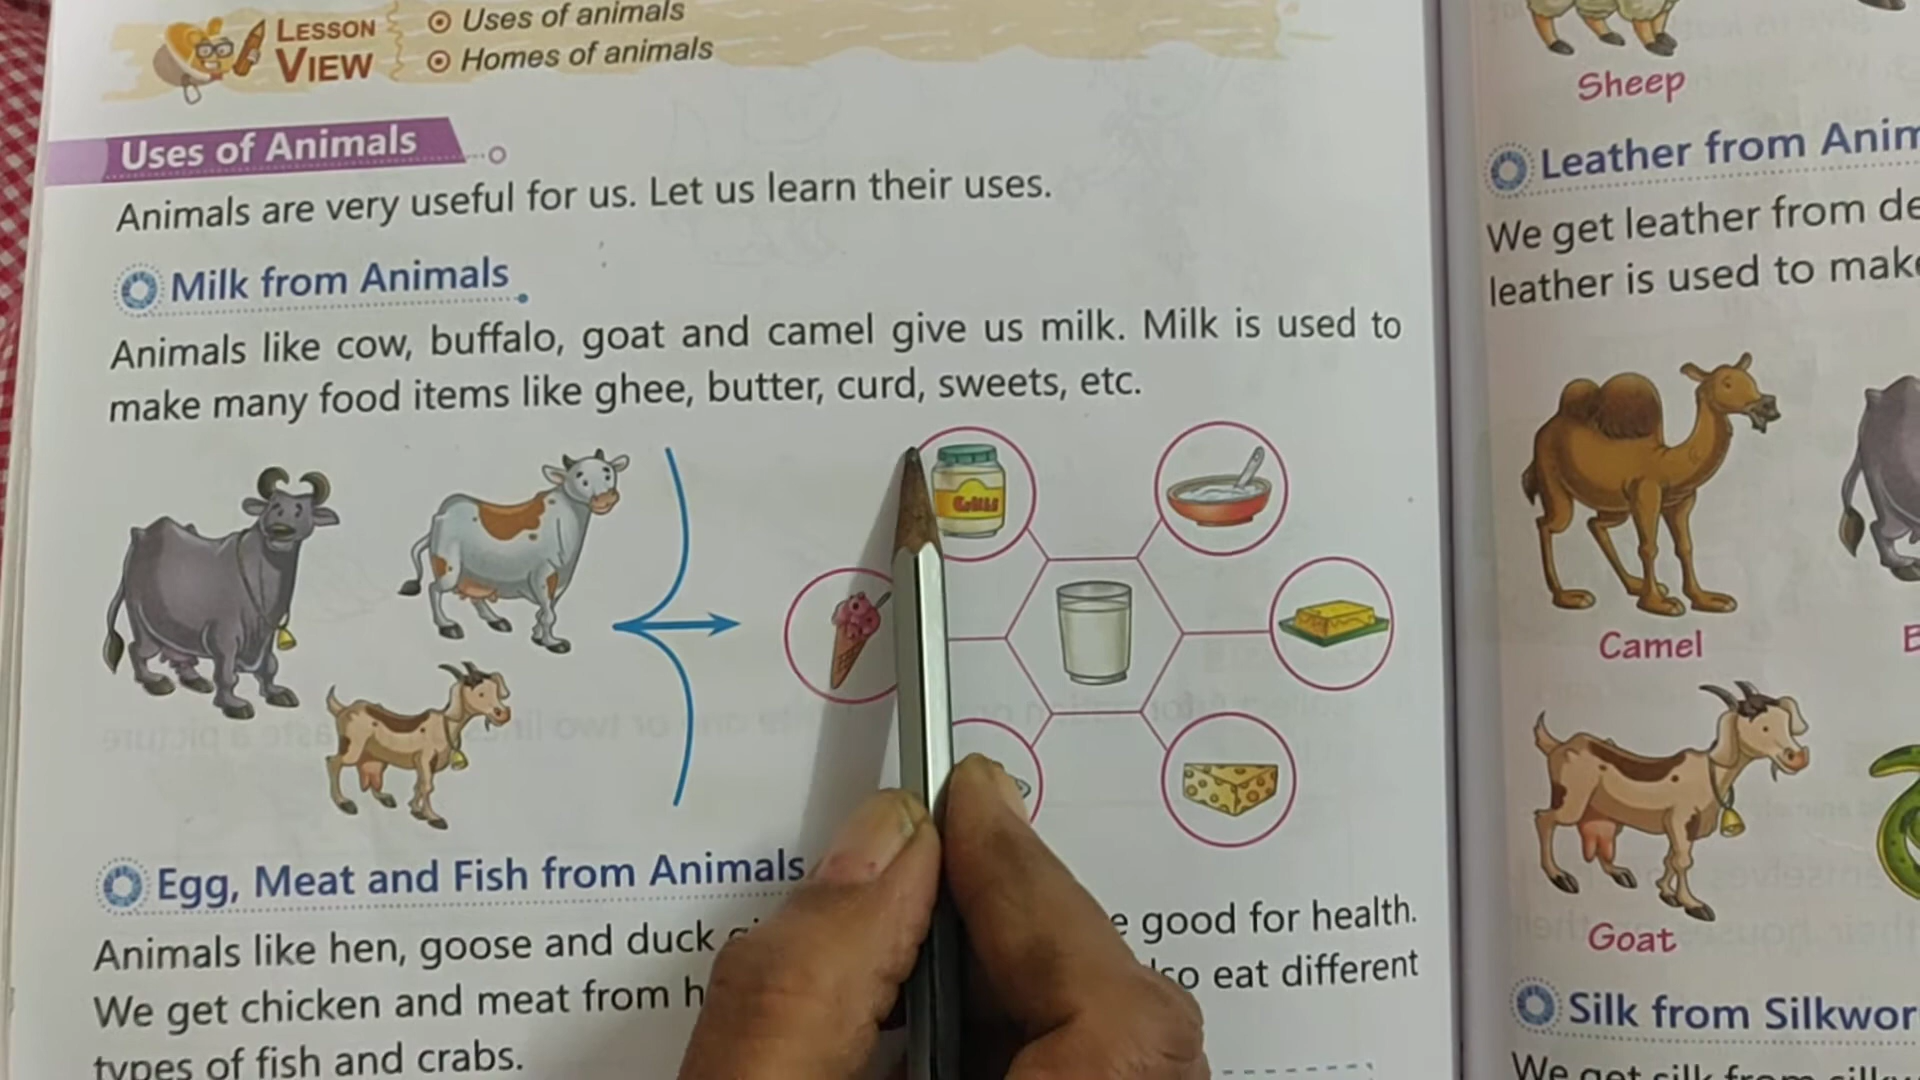 LESSON VIEW
Uses of animals
Homes of animals
Uses of Animals
Animals are very useful for us. Let us learn their uses.
Milk from Animals
Animals like cow, buffalo, goat and camel give us milk. Milk is used to
make many food items like ghee, butter, curd, sweets, etc.
Egg, Meat and Fish from Animals
Animals like hen, goose and duck
good for health.
We get chicken and meat from
eat different
types of fish and crabs.
Sheep
Leather from
We get leather from
leather is used to
Camel
Goat
Silk from
We get silk from